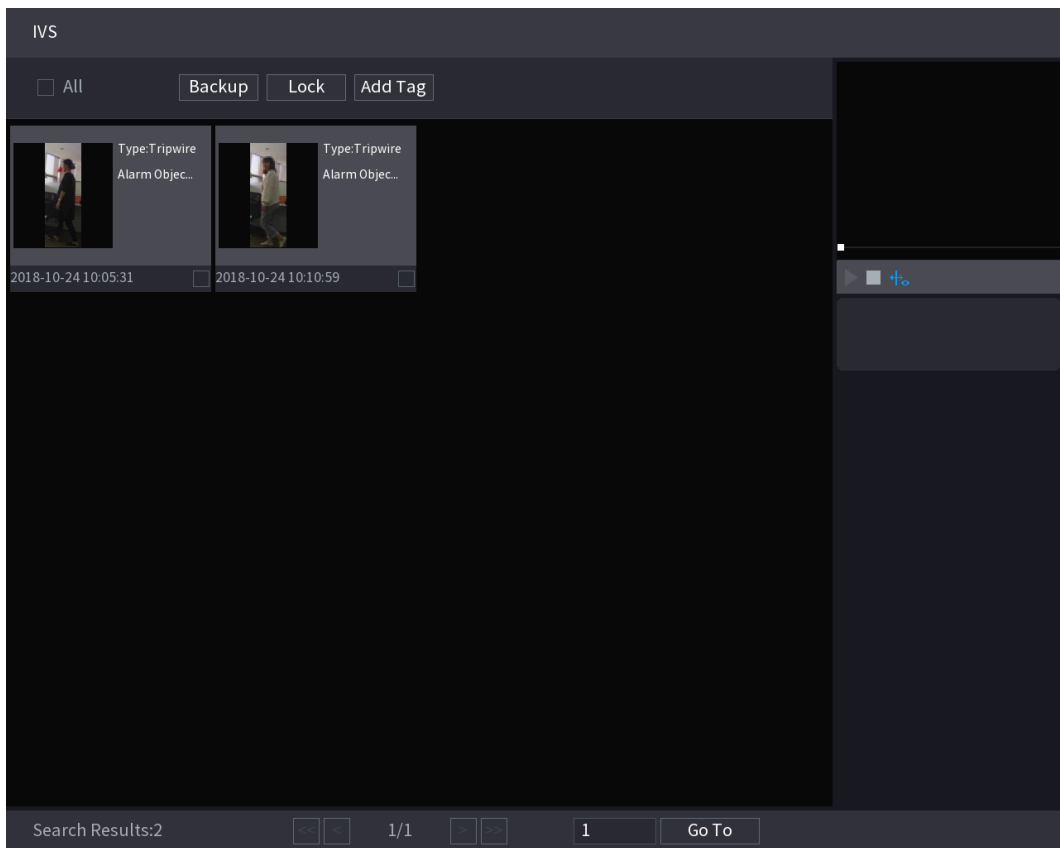 IVS
All
Backup
Lock
Add Tag
Type:Tripwire
Alarm Objec...
Type:Tripwire
Alarm Objec...
2018-10-24 10:05:31
2018-10-24 10:10:59
Search Results:2
<<
<
1/1
>
>>
1
Go To